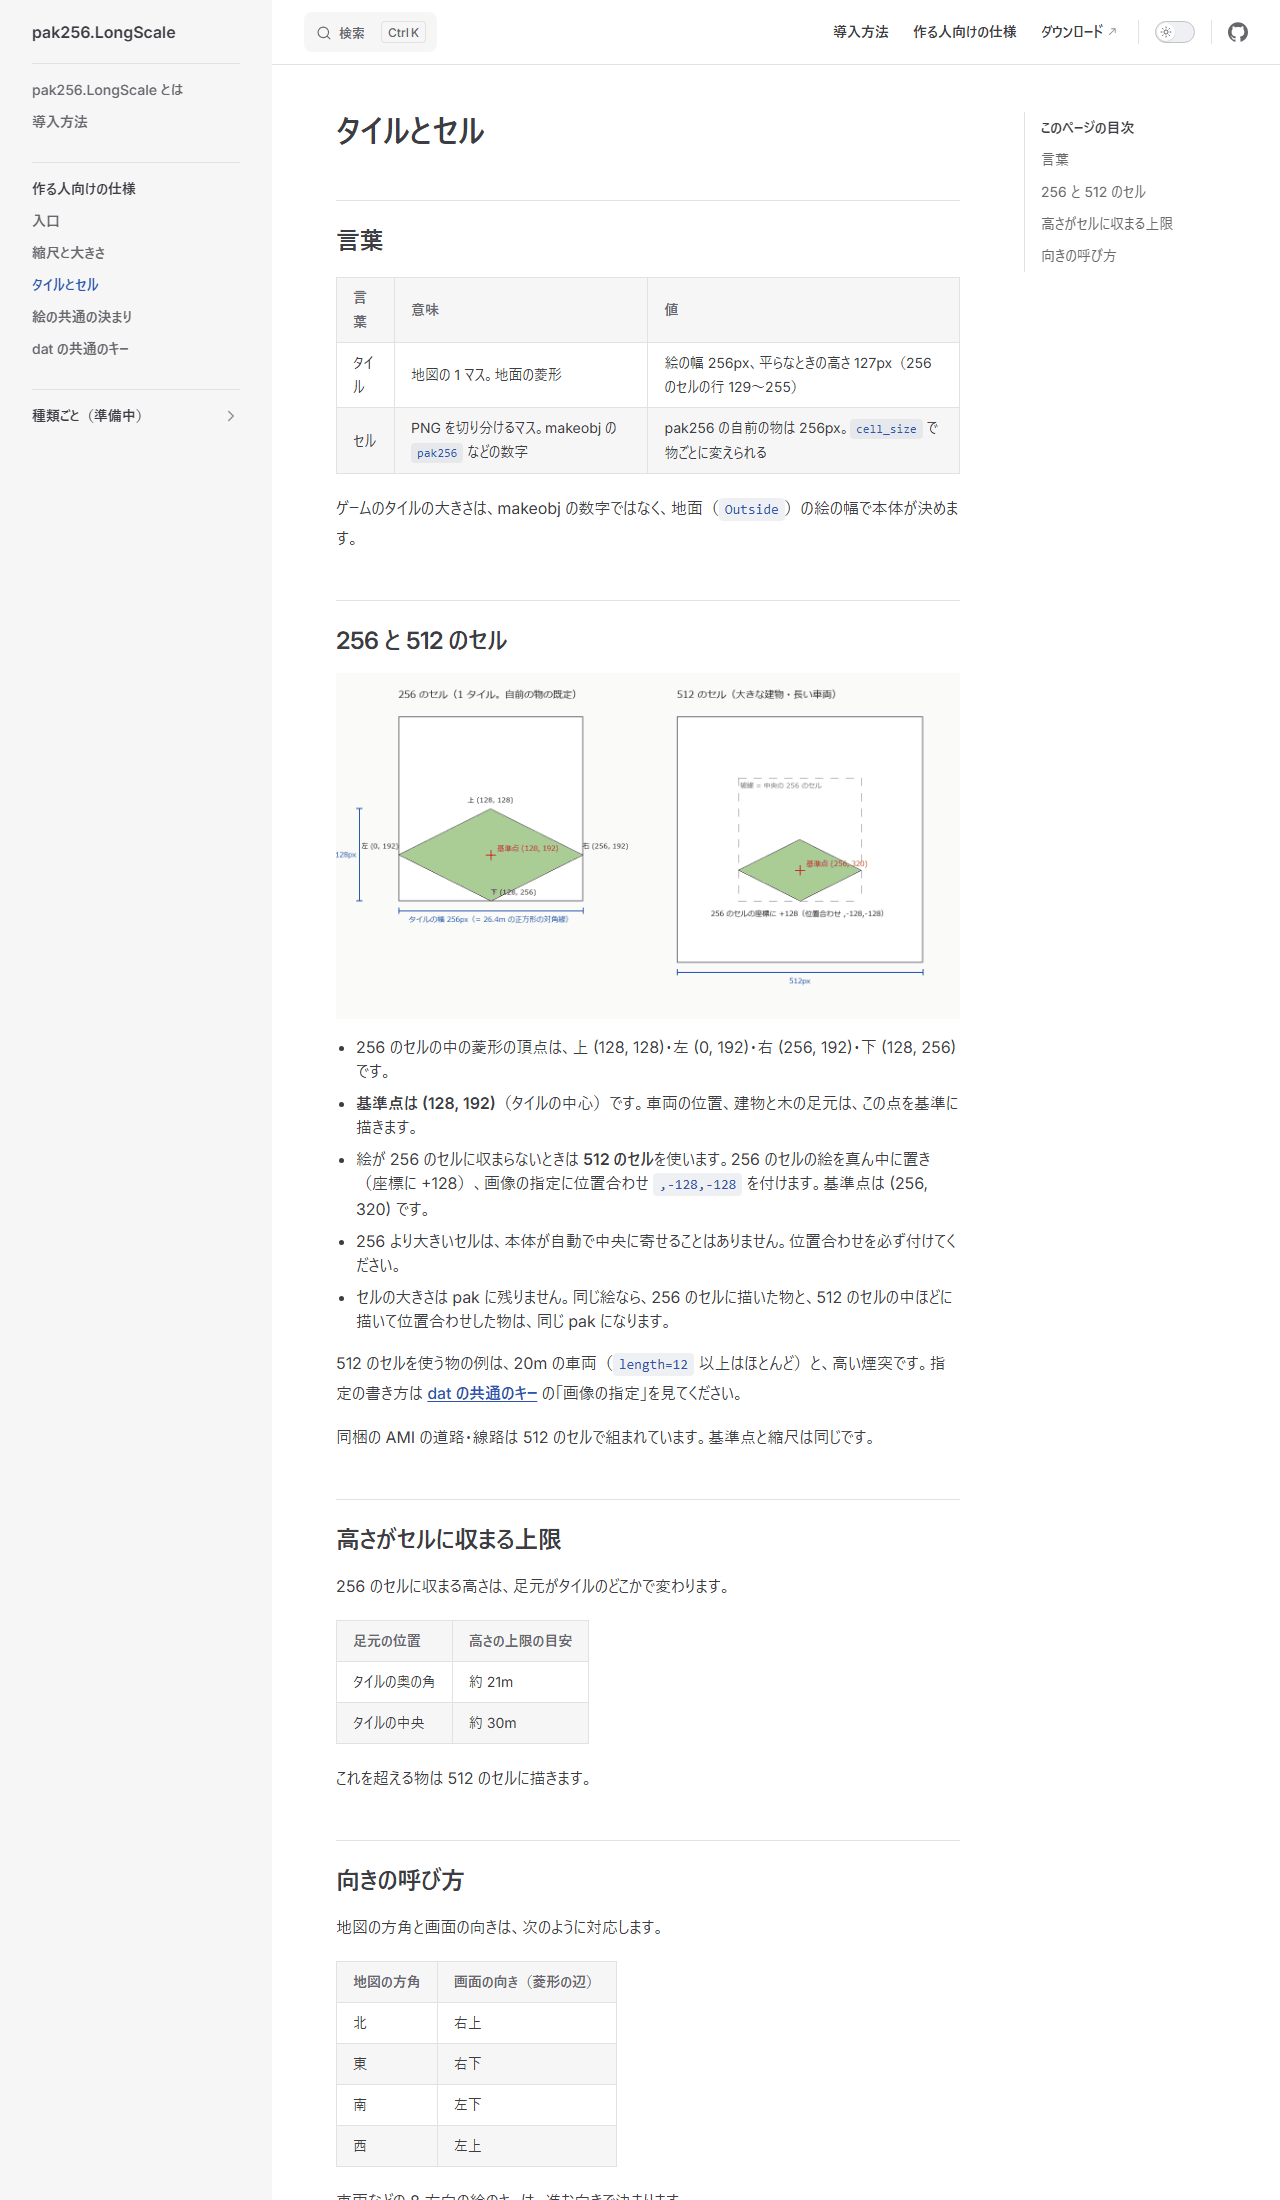 pak256.LongScale
検索
Ctrl K
導入方法
作る人向けの仕様
ダウンロード
pak256.LongScale とは
導入方法
作る人向けの仕様
入口
縮尺と大きさ
タイルとセル
絵の共通の決まり
dat の共通のキー
種類ごと（準備中）
タイルとセル
このページの目次
言葉
256 と 512 のセル
高さがセルに収まる上限
向きの呼び方
言葉
言葉 意味 値
タイル 地図の 1 マス。地面の菱形 絵の幅 256px、平らなときの高さ 127px（256 のセルの行 129～255）
セル PNG を切り分けるマス。makeobj の pak256 などの数字 pak256 の自前の物は 256px。cell_size で物ごとに変えられる
ゲームのタイルの大きさは、makeobj の数字ではなく、地面（Outside）の絵の幅で本体が決めま
す。
256 と 512 のセル
256 のセル（1 タイル。自前の物の既定）
512 のセル（大きな建物・長い車両）
破線 = 中央の 256 のセル
上 (128, 128)
左 (0, 192)
基準点 (128, 192)
右 (256, 192)
128px
下 (128, 256)
タイルの幅 256px（= 26.4m の正方形の対角線）
基準点 (256, 320)
256 のセルの座標に +128（位置合わせ ,-128,-128）
512px
• 256 のセルの中の菱形の頂点は、上 (128, 128)・左 (0, 192)・右 (256, 192)・下 (128, 256)
です。
• 基準点は (128, 192)（タイルの中心）です。車両の位置、建物と木の足元は、この点を基準に
描きます。
• 絵が 256 のセルに収まらないときは 512 のセルを使います。256 のセルの絵を真ん中に置き
（座標に +128）、画像の指定に位置合わせ ,-128,-128 を付けます。基準点は (256,
320) です。
• 256 より大きいセルは、本体が自動で中央に寄せることはありません。位置合わせを必ず付けてく
ださい。
• セルの大きさは pak に残りません。同じ絵なら、256 のセルに描いた物と、512 のセルの中ほどに
描いて位置合わせした物は、同じ pak になります。
512 のセルを使う物の例は、20m の車両（length=12 以上はほとんど）と、高い煙突です。指
定の書き方は dat の共通のキー の「画像の指定」を見てください。
同梱の AMI の道路・線路は 512 のセルで組まれています。基準点と縮尺は同じです。
高さがセルに収まる上限
256 のセルに収まる高さは、足元がタイルのどこかで変わります。
足元の位置 高さの上限の目安
タイルの奥の角 約 21m
タイルの中央 約 30m
これを超える物は 512 のセルに描きます。
向きの呼び方
地図の方角と画面の向きは、次のように対応します。
地図の方角 画面の向き（菱形の辺）
北 右上
東 右下
南 左下
西 左上
車両などの 8 方向の絵のキーは、進む向きで決まります